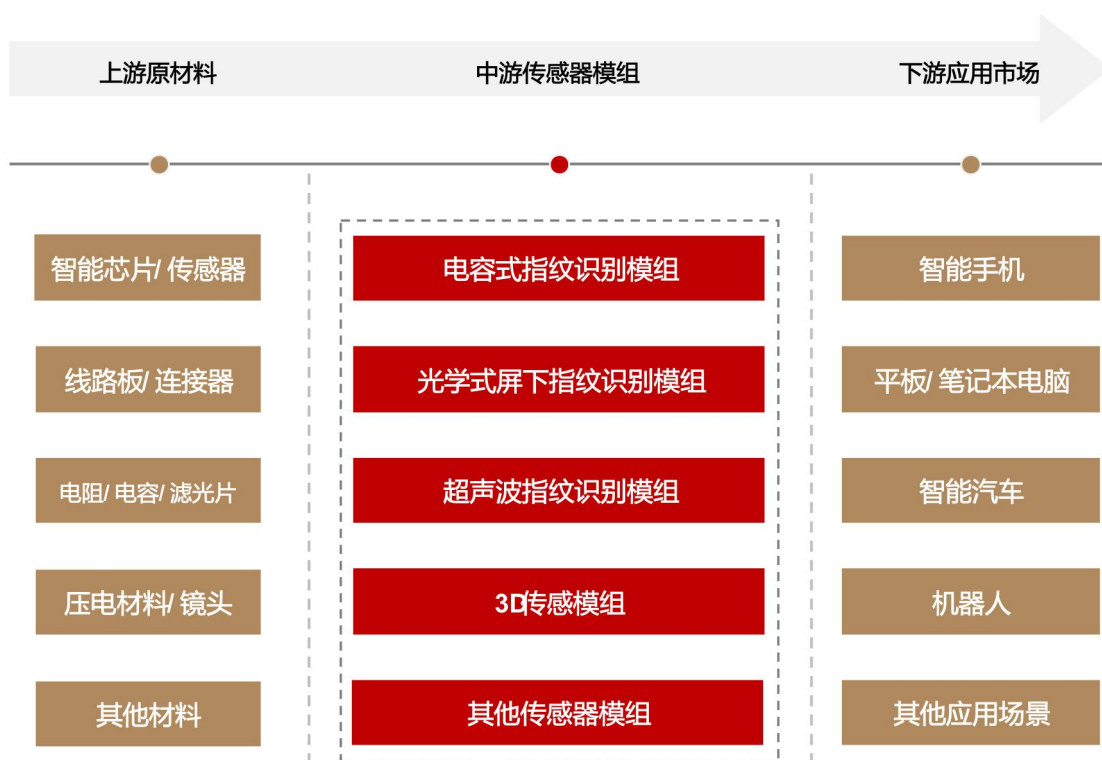 上游原材料
中游传感器模组
下游应用市场
智能芯片/ 传感器
电容式指纹识别模组
智能手机
线路板/ 连接器
光学式屏下指纹识别模组
平板/ 笔记本电脑
电阻/ 电容/ 滤光片
超声波指纹识别模组
智能汽车
压电材料/ 镜头
3D传感模组
机器人
其他材料
其他传感器模组
其他应用场景